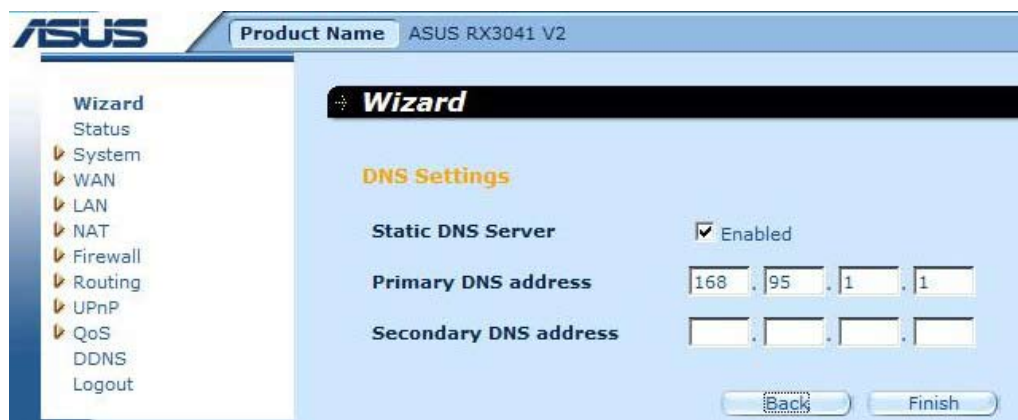 ASUS
Product Name ASUS RX3041 V2
Wizard
Status
System
WAN
LAN
NAT
Firewall
Routing
UPnP
QoS
DDNS
Logout
Wizard
DNS Settings
Static DNS Server Enabled
Primary DNS address 168 . 95 . 1 . 1
Secondary DNS address . . .
Back Finish